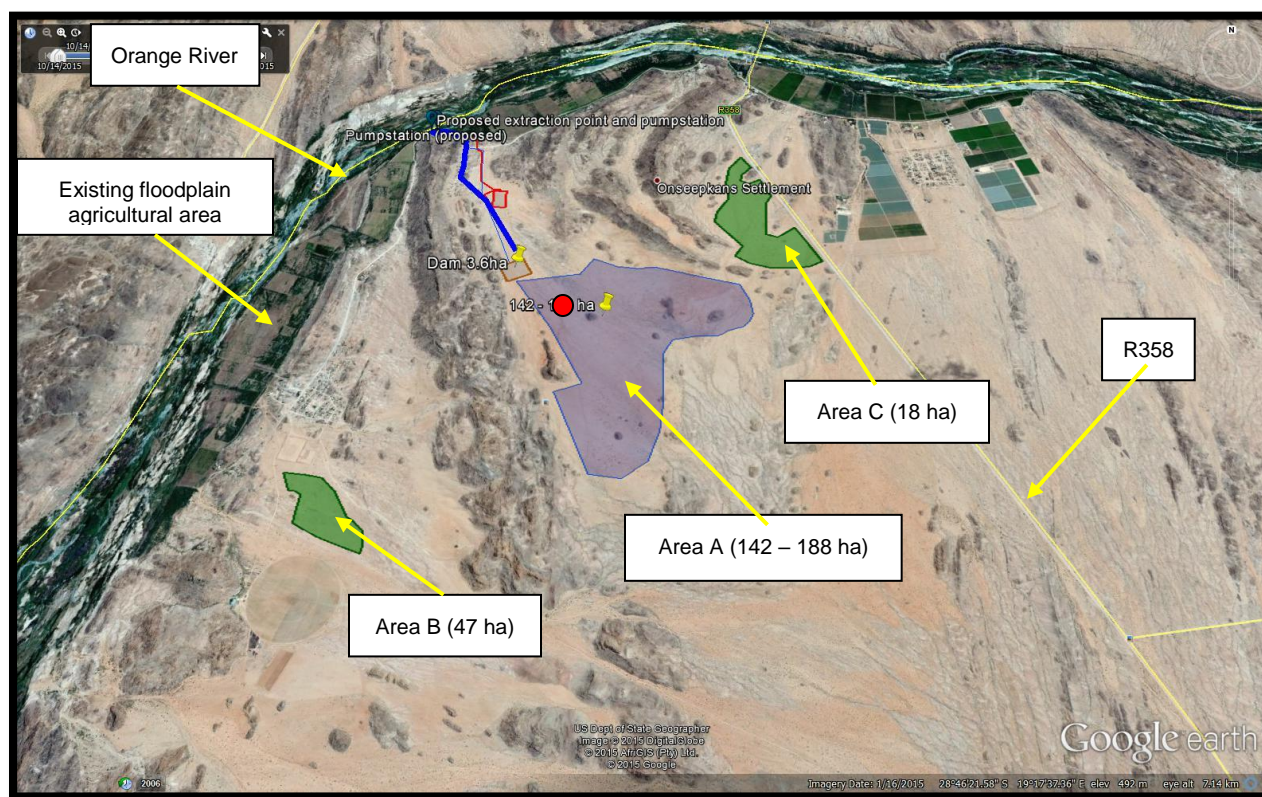 10/14/2015
Orange River
N
R358
Proposed extraction point and pumpstation
Pumpstation (proposed)
Existing floodplain
agricultural area
Onseepkans Settlement
Dam 3.6ha
142 - 1 ha
R358
Area C (18 ha)
Area A (142 – 188 ha)
Area B (47 ha)
US Dept of State Geographer
Image © 2015 DigitalGlobe
© 2015 AfriGIS (Pty) Ltd.
© 2015 Google
Google earth
2006
Imagery Date: 1/16/2015 28°46'21.58" S 19°17'37.36" E elev 492 m eye alt 7.14 km